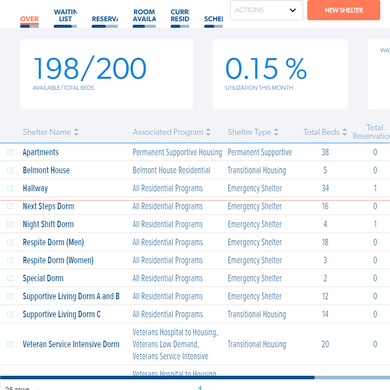 ACTIONS
NEW SHELTER
OVER
WAITIN
LIST
RESERV
ROOM
AVAILA
CURR
RESID
SCHEI
198/200
AVAILABLE/TOTAL BEDS
0.15 %
UTILIZATION THIS MONTH
WA
Shelter Name Associated Program Shelter Type Total Beds Total
Reservatio
Apartments Permanent Supportive Housing Permanent Supportive 38 0
Belmont House Belmont House Residential Transitional Housing 5 0
Hallway All Residential Programs Emergency Shelter 34 1
Next Steps Dorm All Residential Programs Emergency Shelter 16 0
Night Shift Dorm All Residential Programs Emergency Shelter 4 1
Respite Dorm (Men) All Residential Programs Emergency Shelter 18 0
Respite Dorm (Women) All Residential Programs Emergency Shelter 3 0
Special Dorm All Residential Programs Emergency Shelter 2 0
Supportive Living Dorm A and B All Residential Programs Emergency Shelter 12 0
Supportive Living Dorm C All Residential Programs Transitional Housing 14 0
Veterans Hospital to Housing,
Veteran Service Intensive Dorm Veterans Low Demand, Transitional Housing 20 0
Veterans Service Intensive
Veterans Hospital to Housing,
25 rows 1